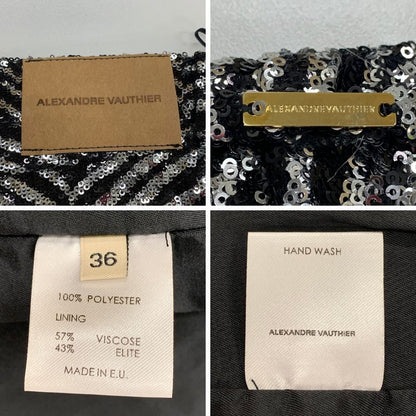 ALEXANDRE VAUTHIER
ALEXANDREVAUTHIER
36
100% POLYESTER
LINING
57% VISCOSE
43% ELITE
MADE IN E.U.
HAND WASH
ALEXANDRE VAUTHIER